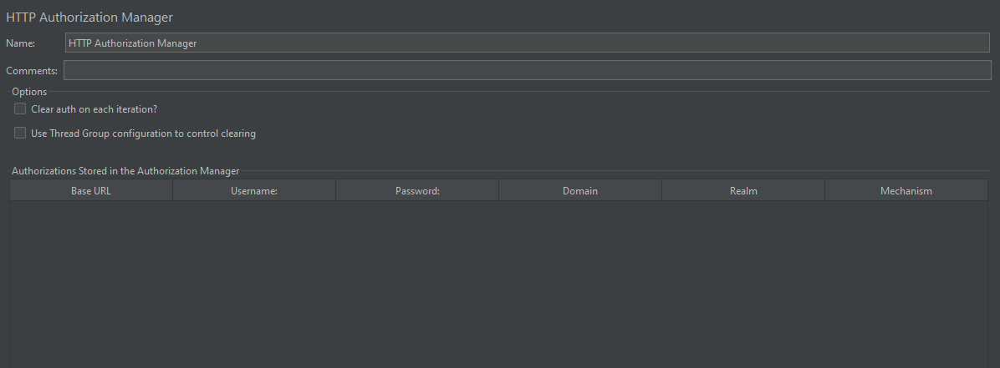 HTTP Authorization Manager
Name: HTTP Authorization Manager
Comments:
Options
Clear auth on each iteration?
Use Thread Group configuration to control clearing
Authorizations Stored in the Authorization Manager
Base URL Username: Password: Domain Realm Mechanism